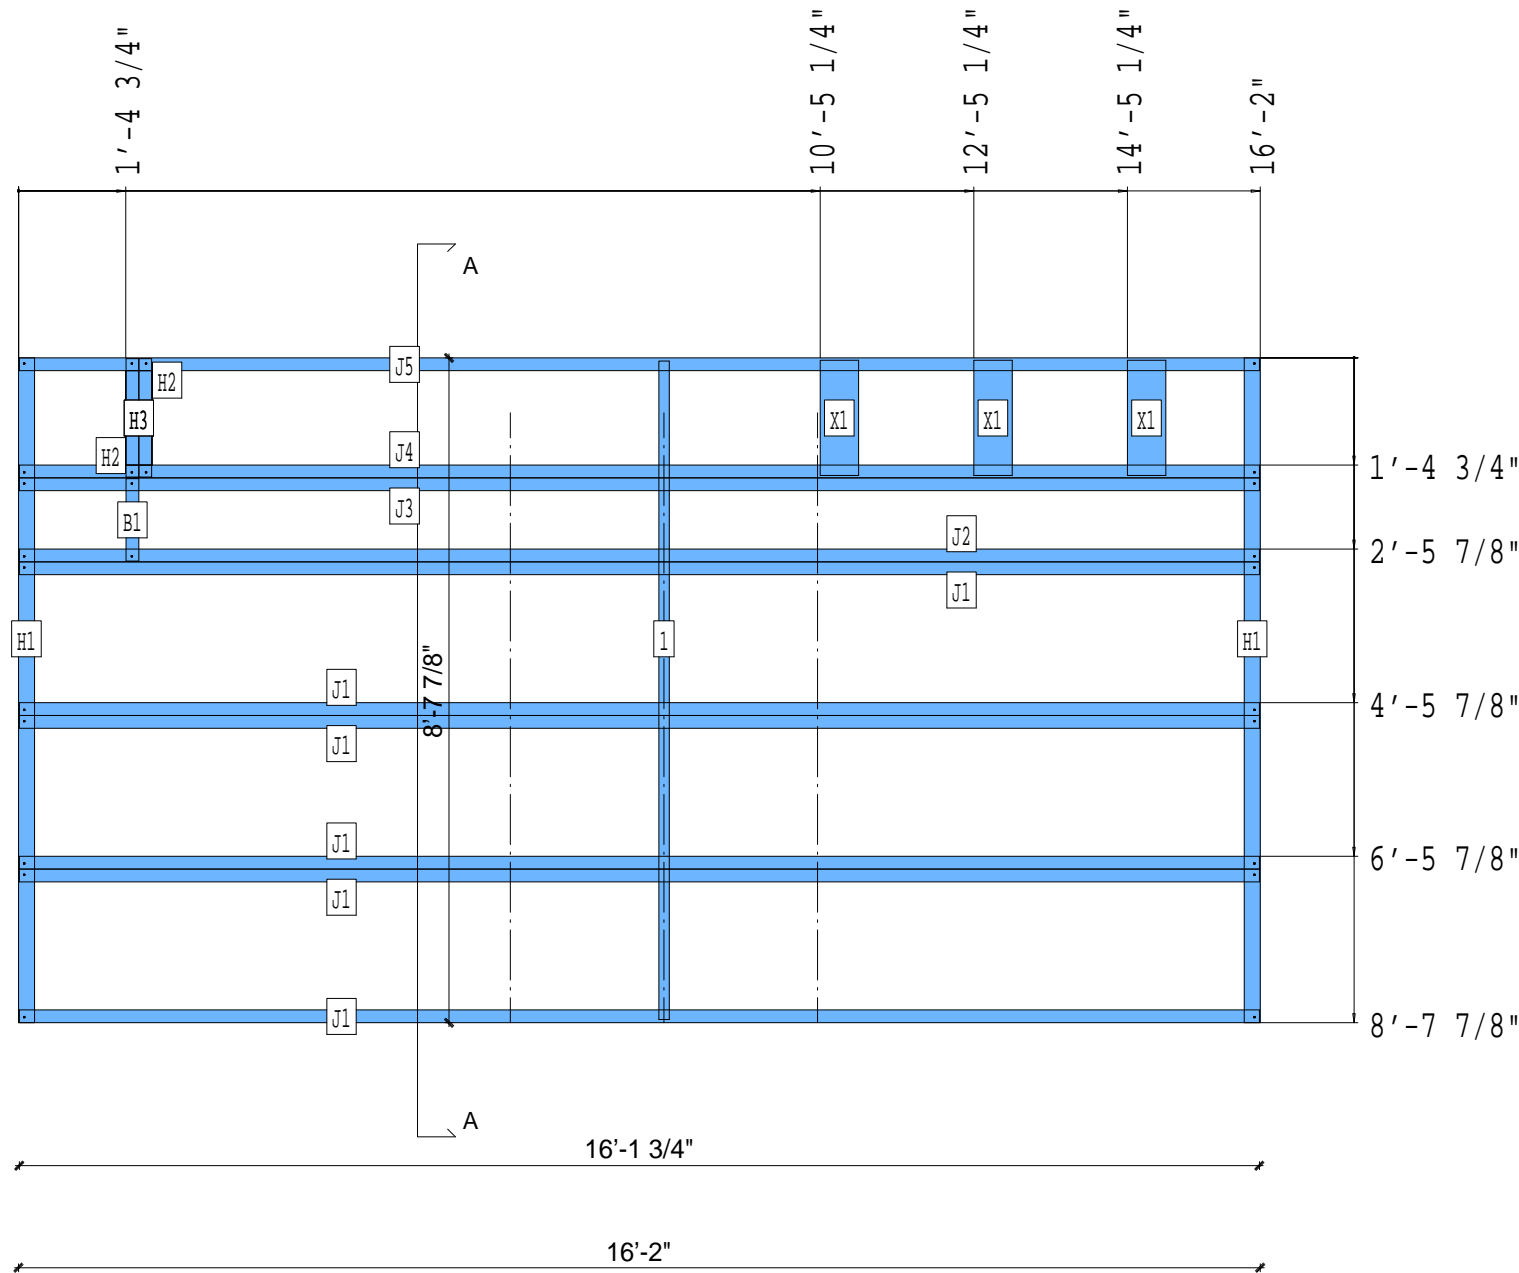 1'-4 3/4"
10'-5 1/4"
12'-5 1/4"
14'-5 1/4"
16'-2"
A
J5
H2
H3
X1
X1
X1
J4
H2
1'-4 3/4"
J3
B1
J2
2'-5 7/8"
J1
H1
1
H1
8'-7 7/8"
J1
4'-5 7/8"
J1
J1
6'-5 7/8"
J1
J1
8'-7 7/8"
A
16'-1 3/4"
16'-2"